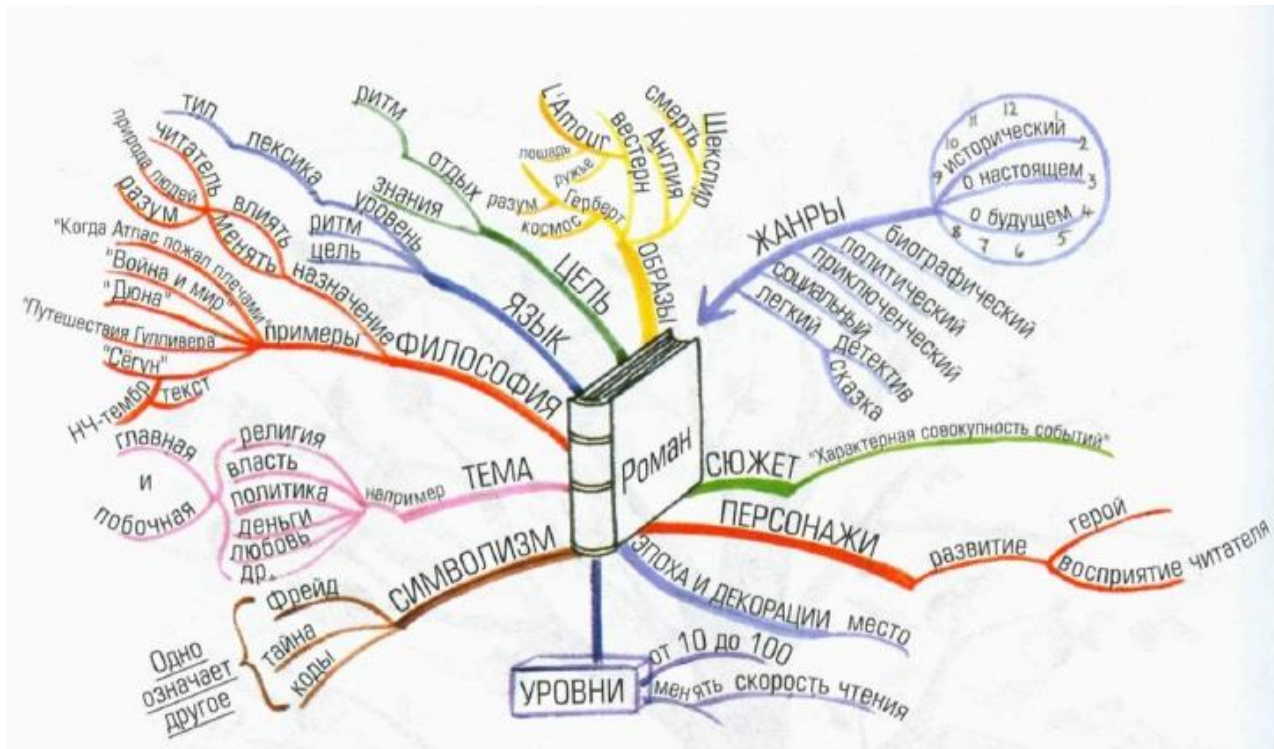 Роман
ЖАНРЫ
исторический
о настоящем
о будущем
12
1
2
3
4
5
6
7
8
9
10
11
биографический
политический
приключенческий
социальный
легкий
детектив
сказка
СЮЖЕТ
"Характерная совокупность событий"
ПЕРСОНАЖИ
развитие
герой
восприятие читателя
ЭПОХА И ДЕКОРАЦИИ
место
УРОВНИ
от 10 до 100
менять скорость чтения
СИМВОЛИЗМ
Фрейд
тайна
коды
Одно
означает
другое
ТЕМА
например
религия
власть
политика
деньги
любовь
др.
главная
и
побочная
ФИЛОСОФИЯ
примеры
"Когда Атлас пожал плечами"
"Война и мир"
"Дюна"
"Путешествия Гулливера
"Сёгун"
текст
НЧ-тембр
назначение
влиять
менять
читатель
природа людей
разум
ЯЗЫК
уровень
лексика
тип
ритм
цель
ЦЕЛЬ
знания
отдых
ритм
ОБРАЗЫ
Герберт
разум
космос
вестерн
L'Amour
лошадь
ружье
Англия
смерть
Шекспир